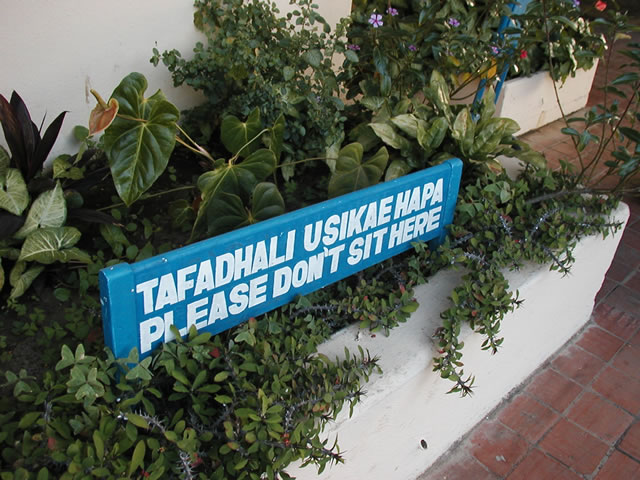 TAFADHALI USIKAE HAPA
PLEASE DON'T SIT HERE